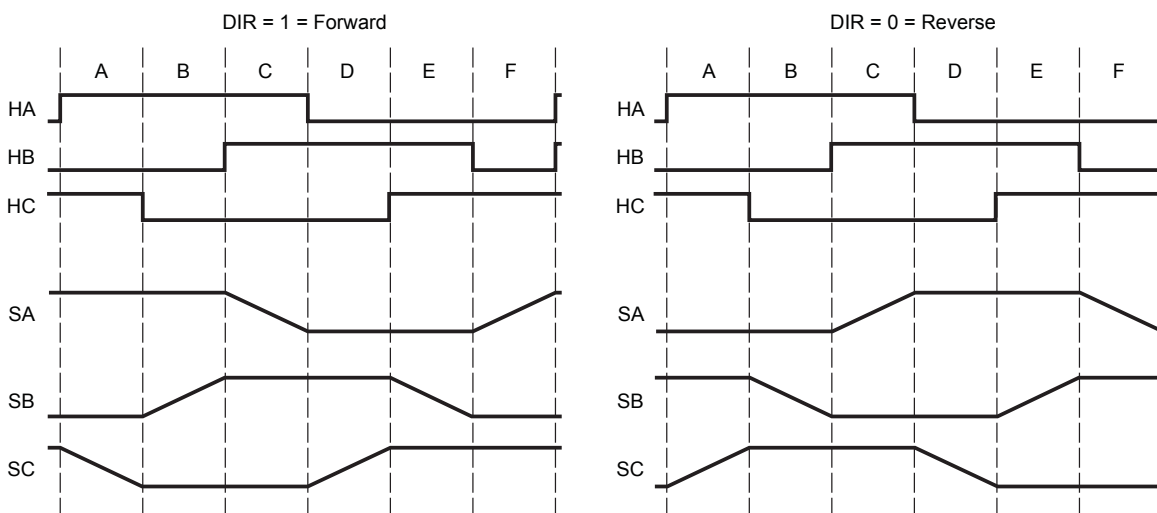 DIR = 1 = Forward
A B C D E F
HA
HB
HC
SA
SB
SC
DIR = 0 = Reverse
A B C D E F
HA
HB
HC
SA
SB
SC